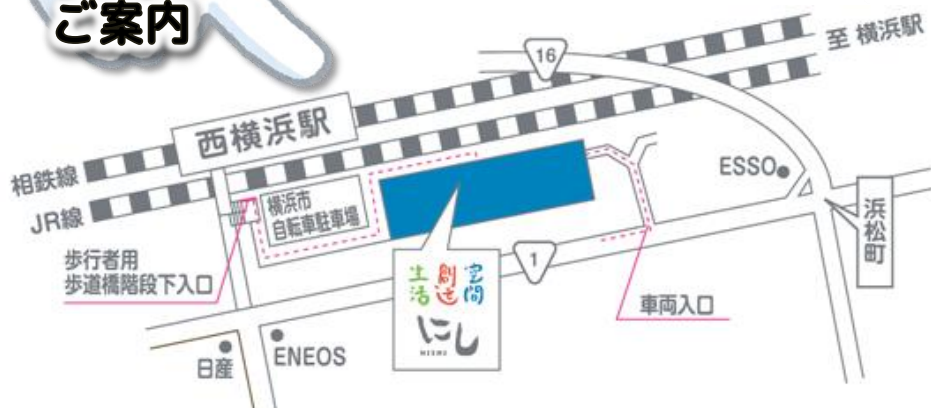 ご案内
16
至 横浜駅
西横浜駅
相鉄線
JR線
横浜市
自転車駐車場
ESSO
浜松町
歩行者用
歩道橋階段下入口
1
生活 創造 空間
にし
NISHI
車両入口
日産
ENEOS